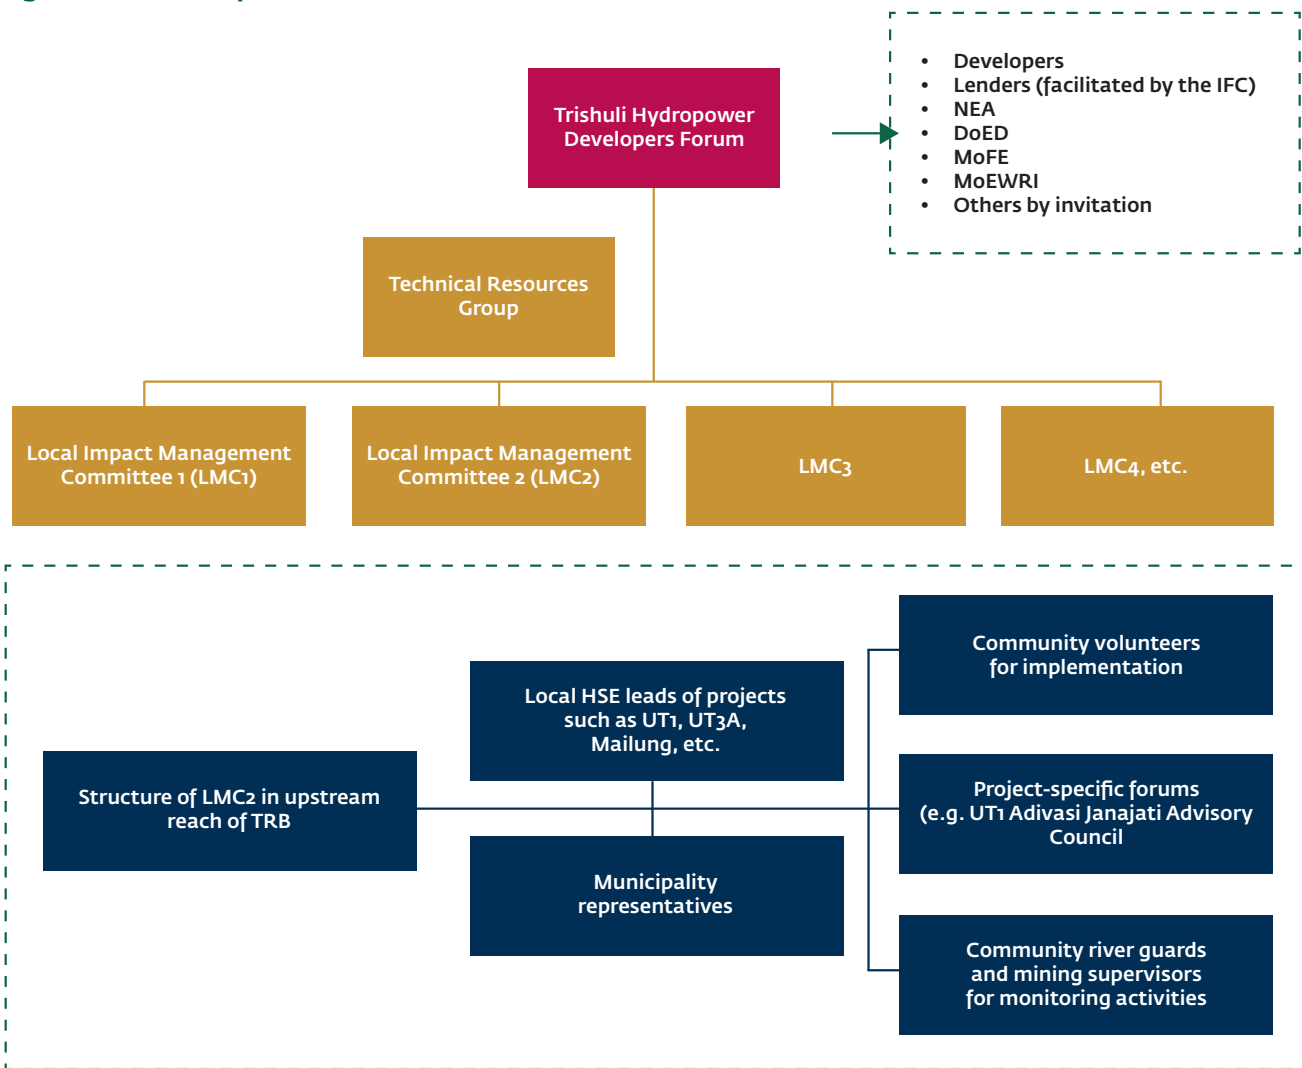 Trishuli Hydropower
Developers Forum
• Developers
• Lenders (facilitated by the IFC)
• NEA
• DoED
• MoFE
• MoEWRI
• Others by invitation
Technical Resources
Group
Local Impact Management
Committee 1 (LMC1)
Local Impact Management
Committee 2 (LMC2)
LMC3
LMC4, etc.
Structure of LMC2 in upstream
reach of TRB
Local HSE leads of projects
such as UT1, UT3A,
Mailung, etc.
Municipality
representatives
Community volunteers
for implementation
Project-specific forums
(e.g. UT1 Adivasi Janajati Advisory
Council
Community river guards
and mining supervisors
for monitoring activities